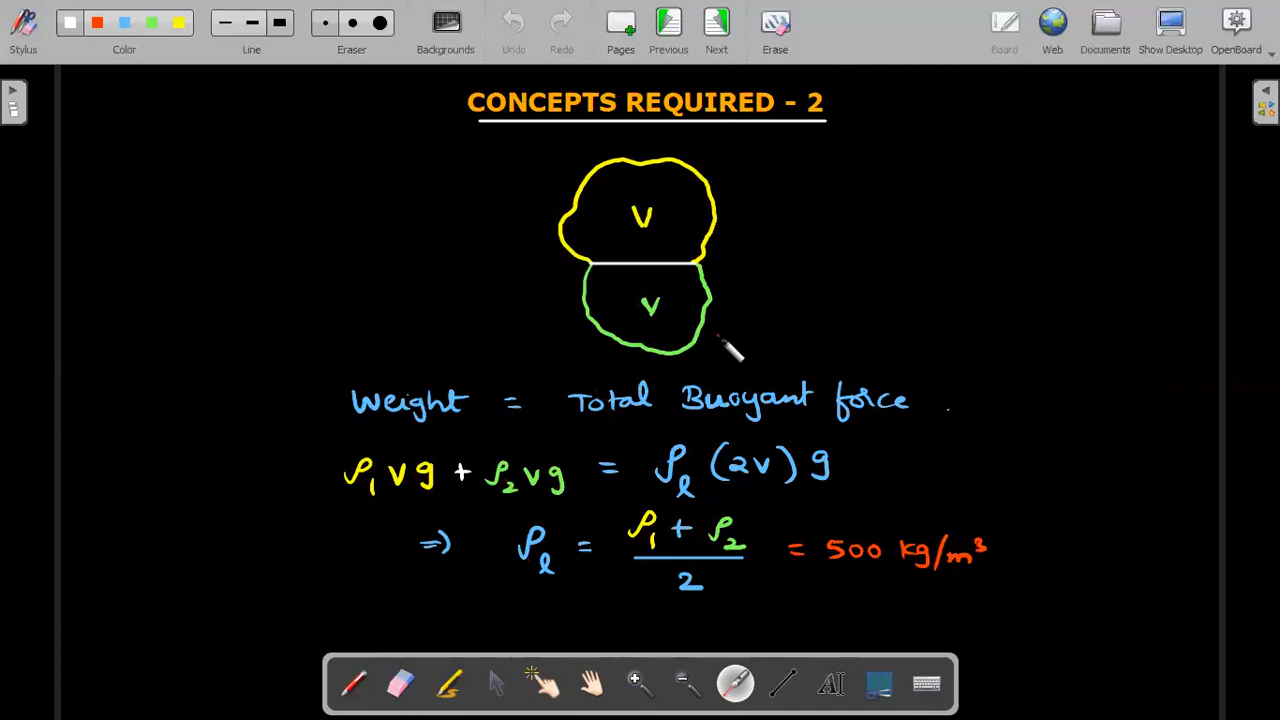 Stylus Color Line Eraser Backgrounds Undo Redo Pages Previous Next Erase Board Web Documents Show Desktop OpenBoard
CONCEPTS REQUIRED - 2
V
V
Weight = Total Buoyant force .
ρ₁ v g + ρ₂ v g = ρₗ (2v) g
⇒ ρₗ = (ρ₁ + ρ₂)/2 = 500 kg/m³